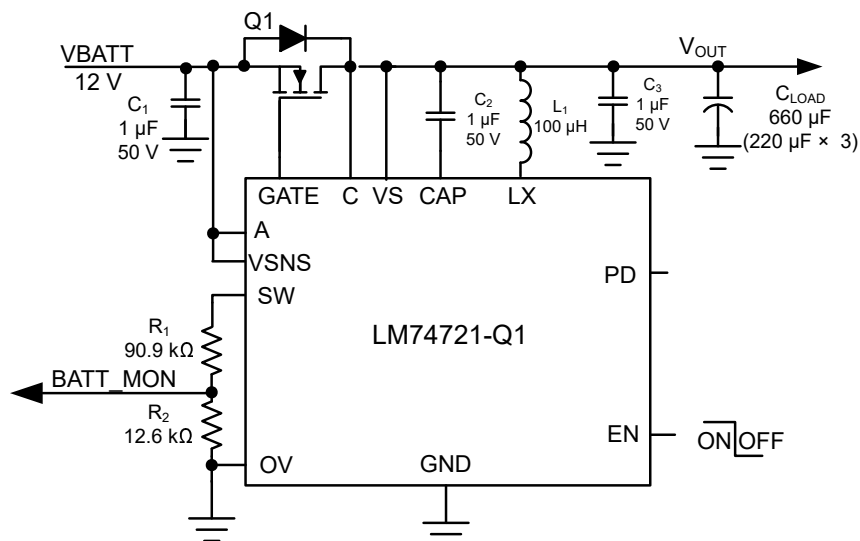 Q1
VBATT
12 V
C1
1 µF
50 V
C2
1 µF
50 V
L1
100 µH
C3
1 µF
50 V
VOUT
CLOAD
660 µF
(220 µF × 3)
GATE
C
VS
CAP
LX
A
VSNS
SW
PD
LM74721-Q1
R1
90.9 kΩ
BATT_MON
R2
12.6 kΩ
OV
GND
EN
ON
OFF